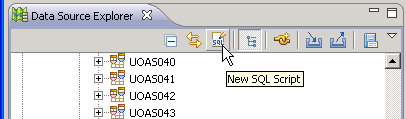 Data Source Explorer
SQL
UOAS040
UOAS041
New SQL Script
UOAS042
UOAS043